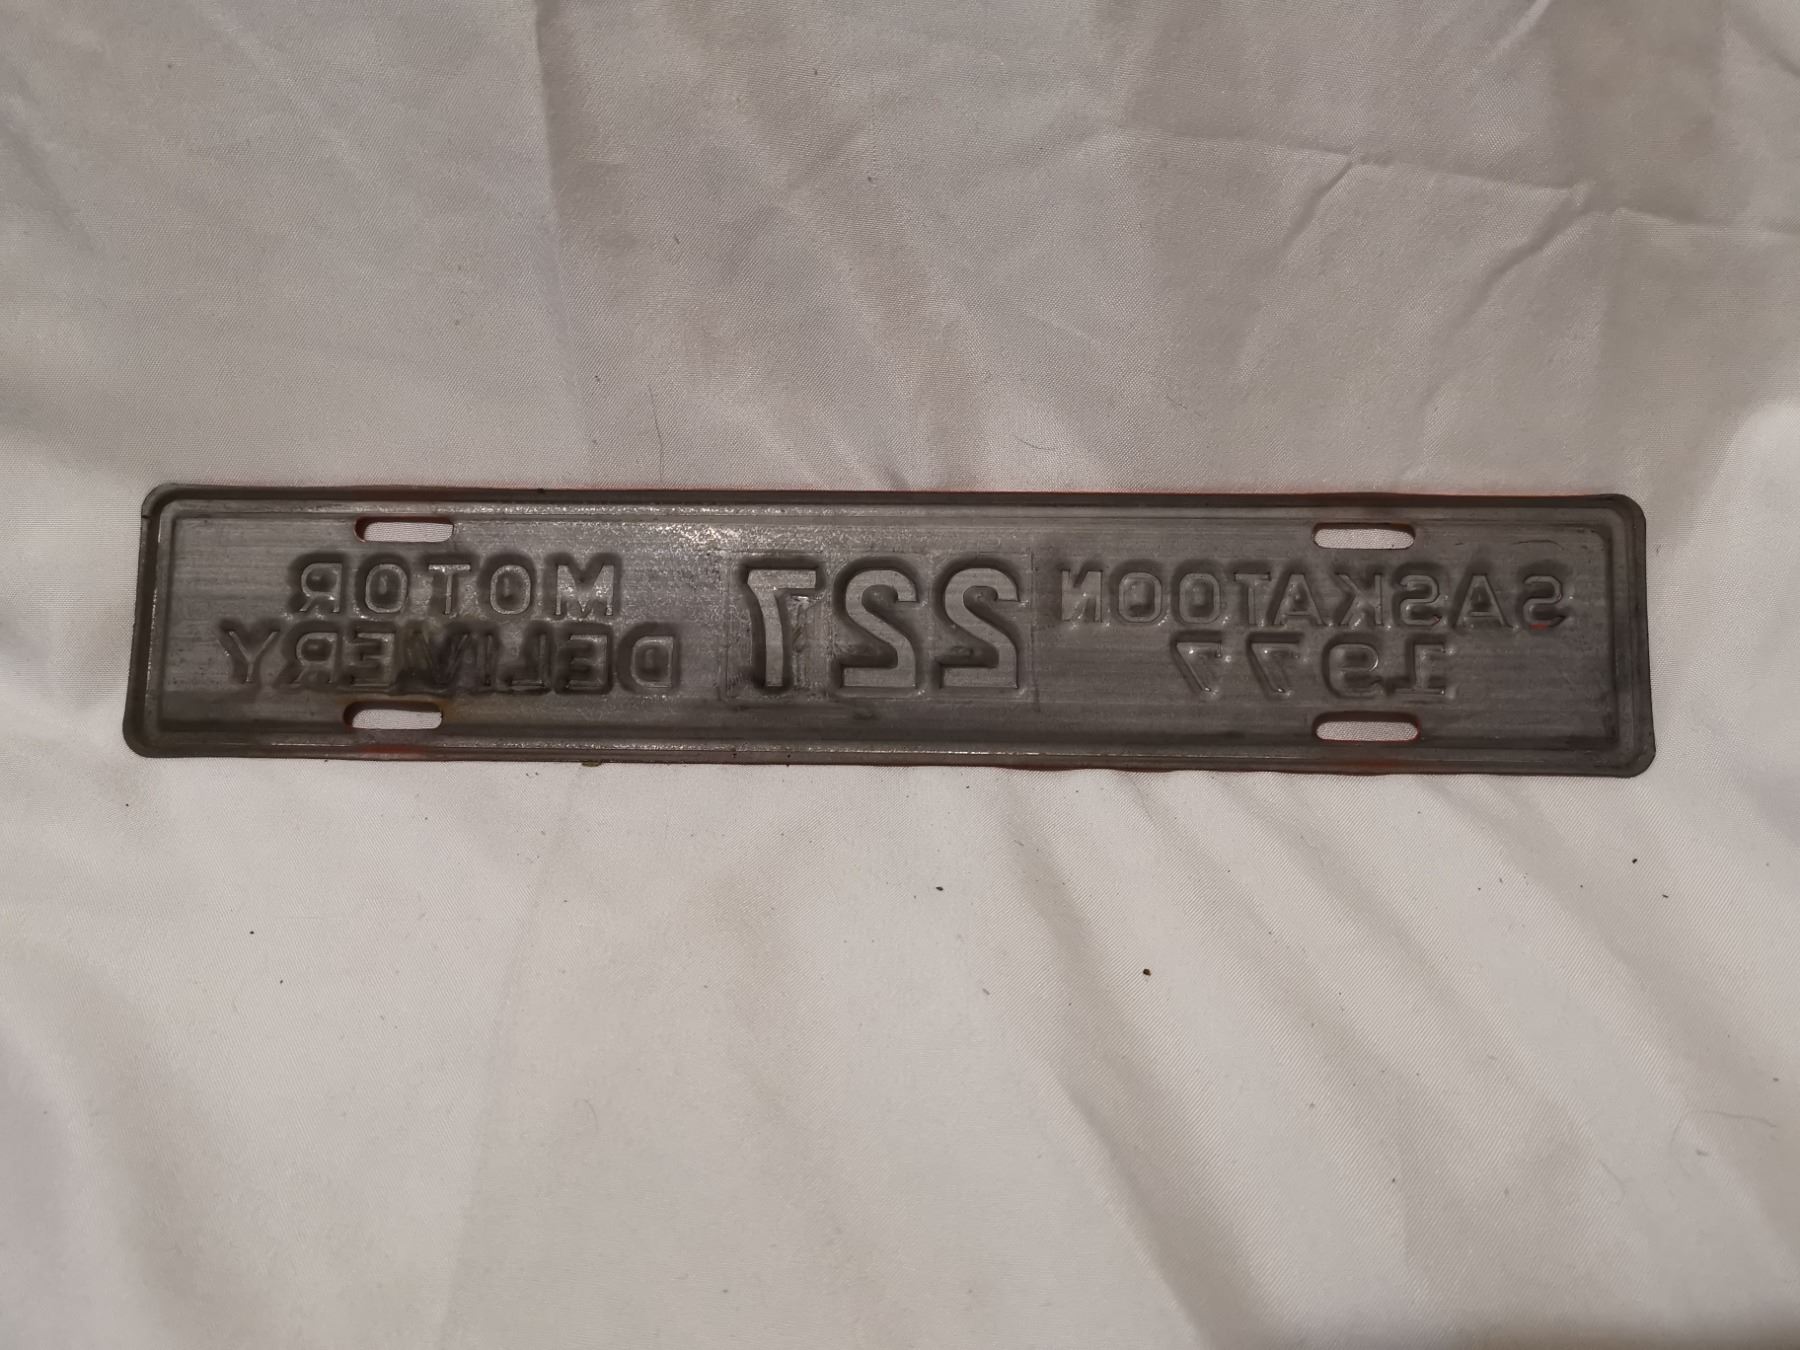 SASKATOON
1977
227
MOTOR
DELIVERY